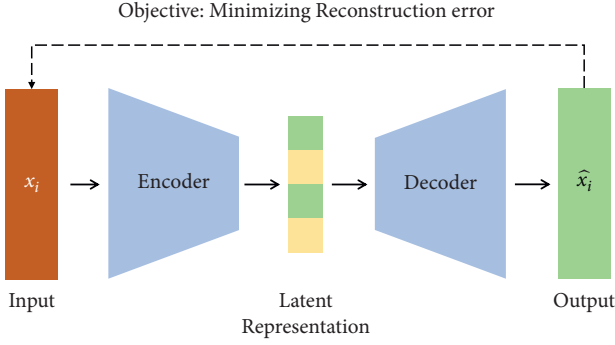 Objective: Minimizing Reconstruction error
x_i
Encoder
Decoder
x̂_i
Input
Latent
Representation
Output